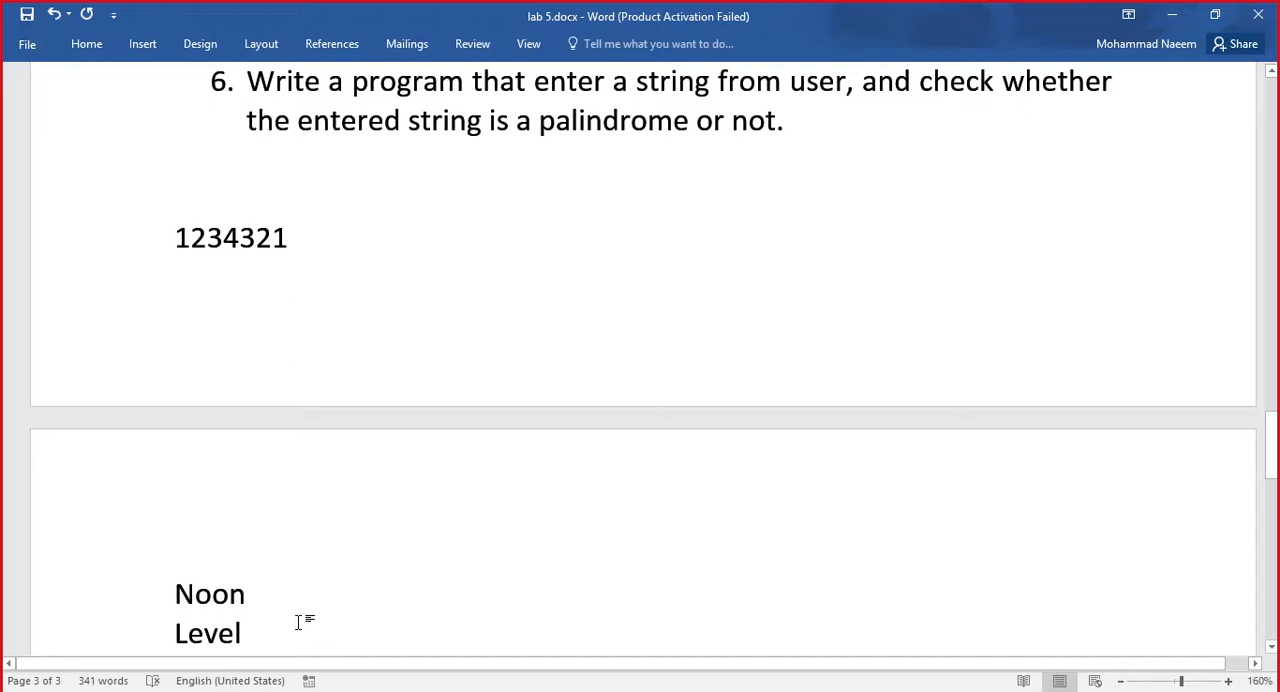 lab 5.docx - Word (Product Activation Failed)
File Home Insert Design Layout References Mailings Review View Tell me what you want to do... Mohammad Naeem Share
6. Write a program that enter a string from user, and check whether
the entered string is a palindrome or not.
1234321
Noon
Level
Page 3 of 3 341 words English (United States) 160%